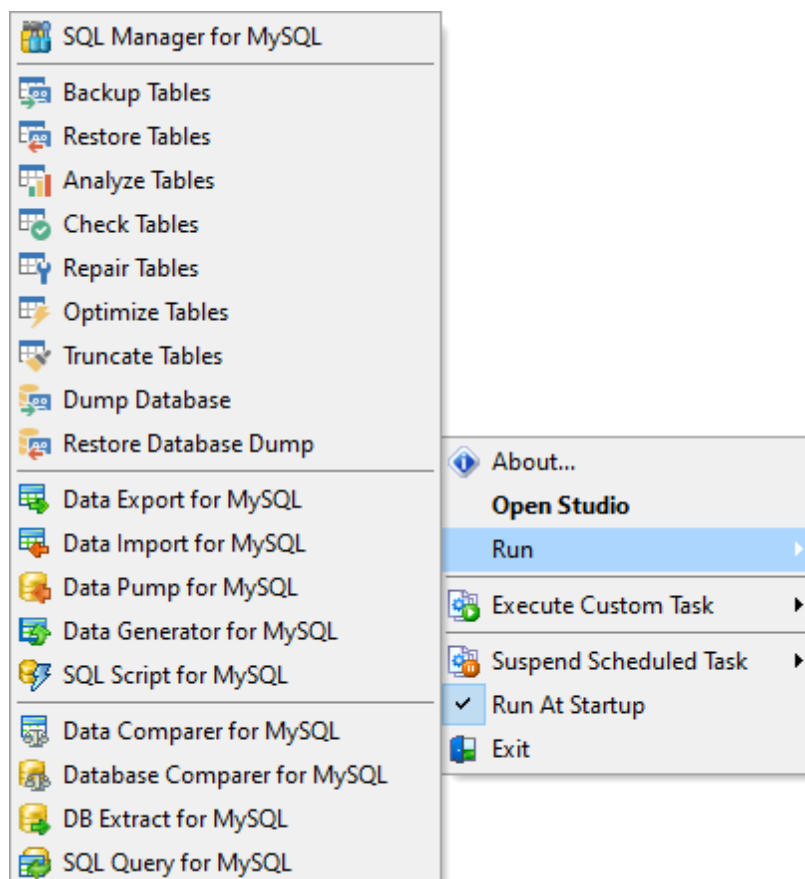 SQL Manager for MySQL
Backup Tables
Restore Tables
Analyze Tables
Check Tables
Repair Tables
Optimize Tables
Truncate Tables
Dump Database
Restore Database Dump
Data Export for MySQL
Data Import for MySQL
Data Pump for MySQL
Data Generator for MySQL
SQL Script for MySQL
Data Comparer for MySQL
Database Comparer for MySQL
DB Extract for MySQL
SQL Query for MySQL
About...
Open Studio
Run
Execute Custom Task
Suspend Scheduled Task
Run At Startup
Exit